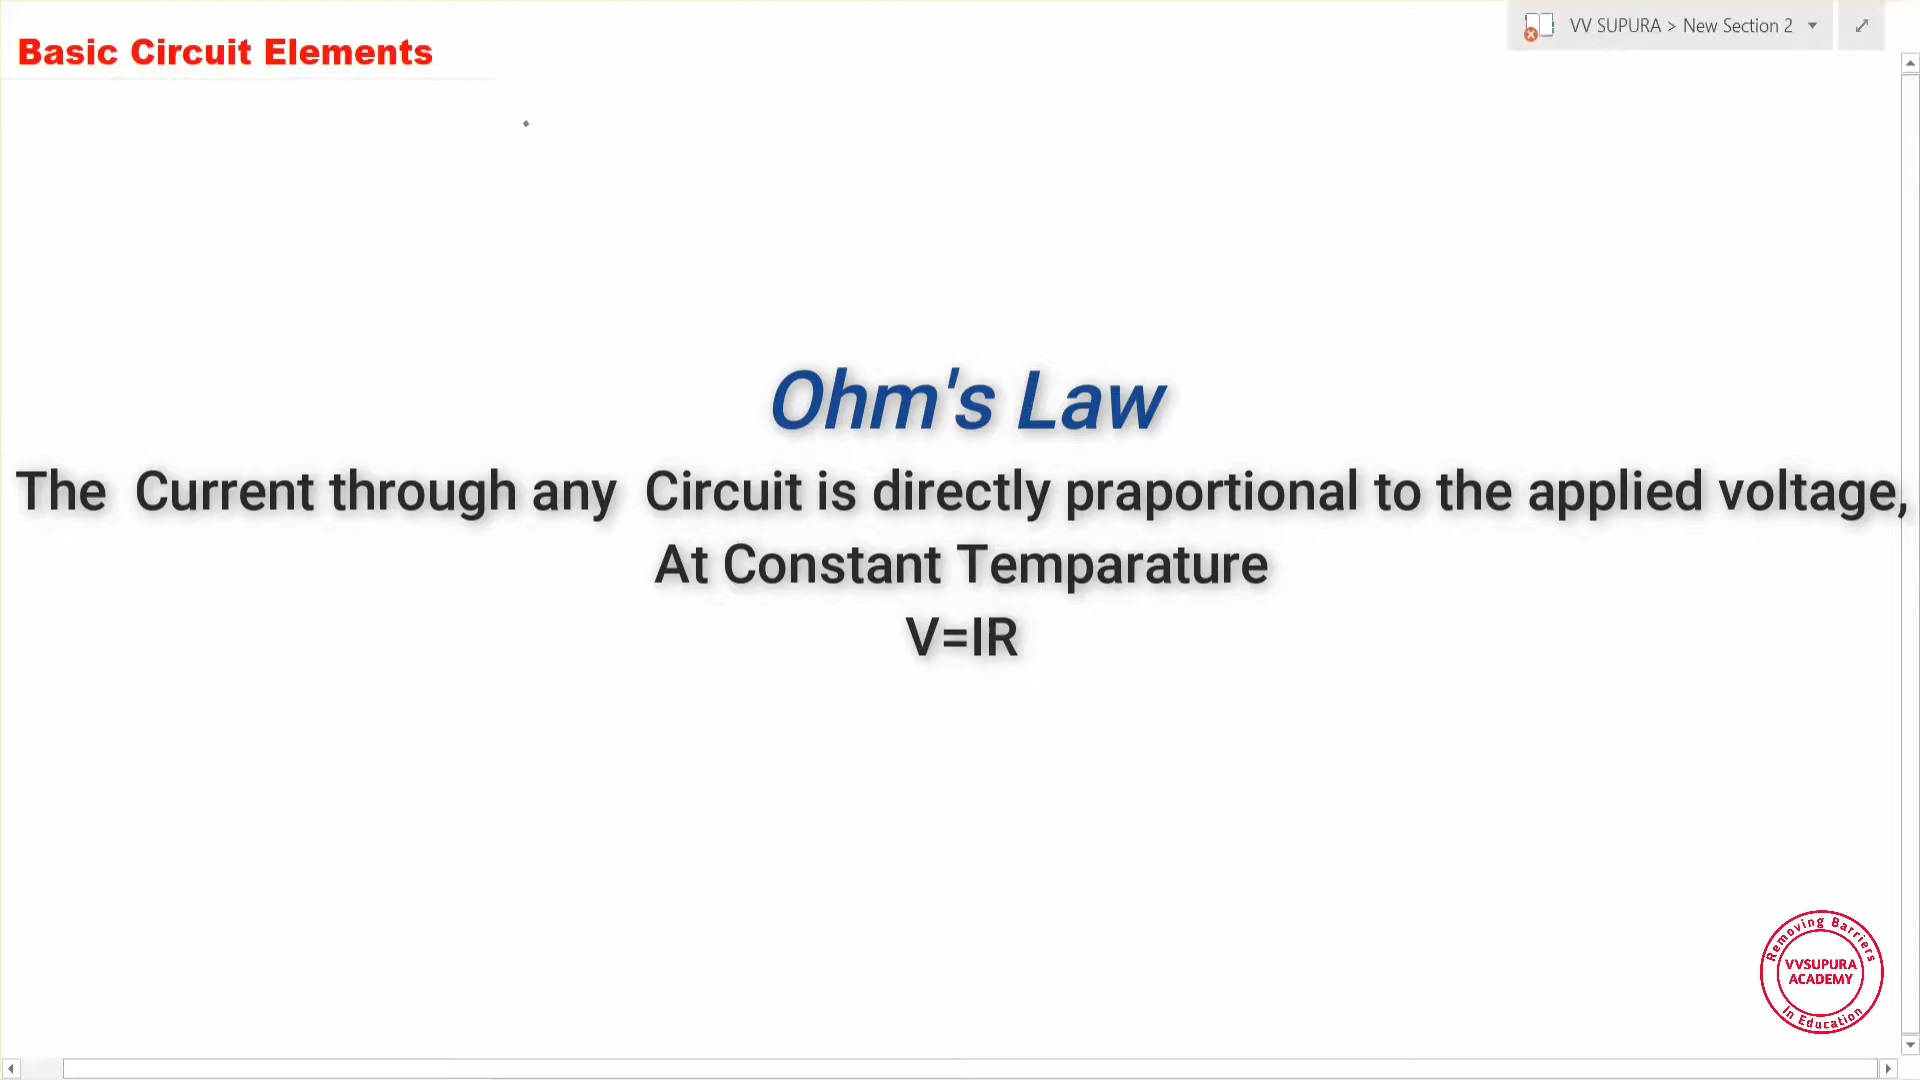 VV SUPURA > New Section 2
Basic Circuit Elements
Ohm's Law
The Current through any Circuit is directly praportional to the applied voltage,
At Constant Temparature
V=IR
Removing Barriers
VVSUPURA
ACADEMY
In Education